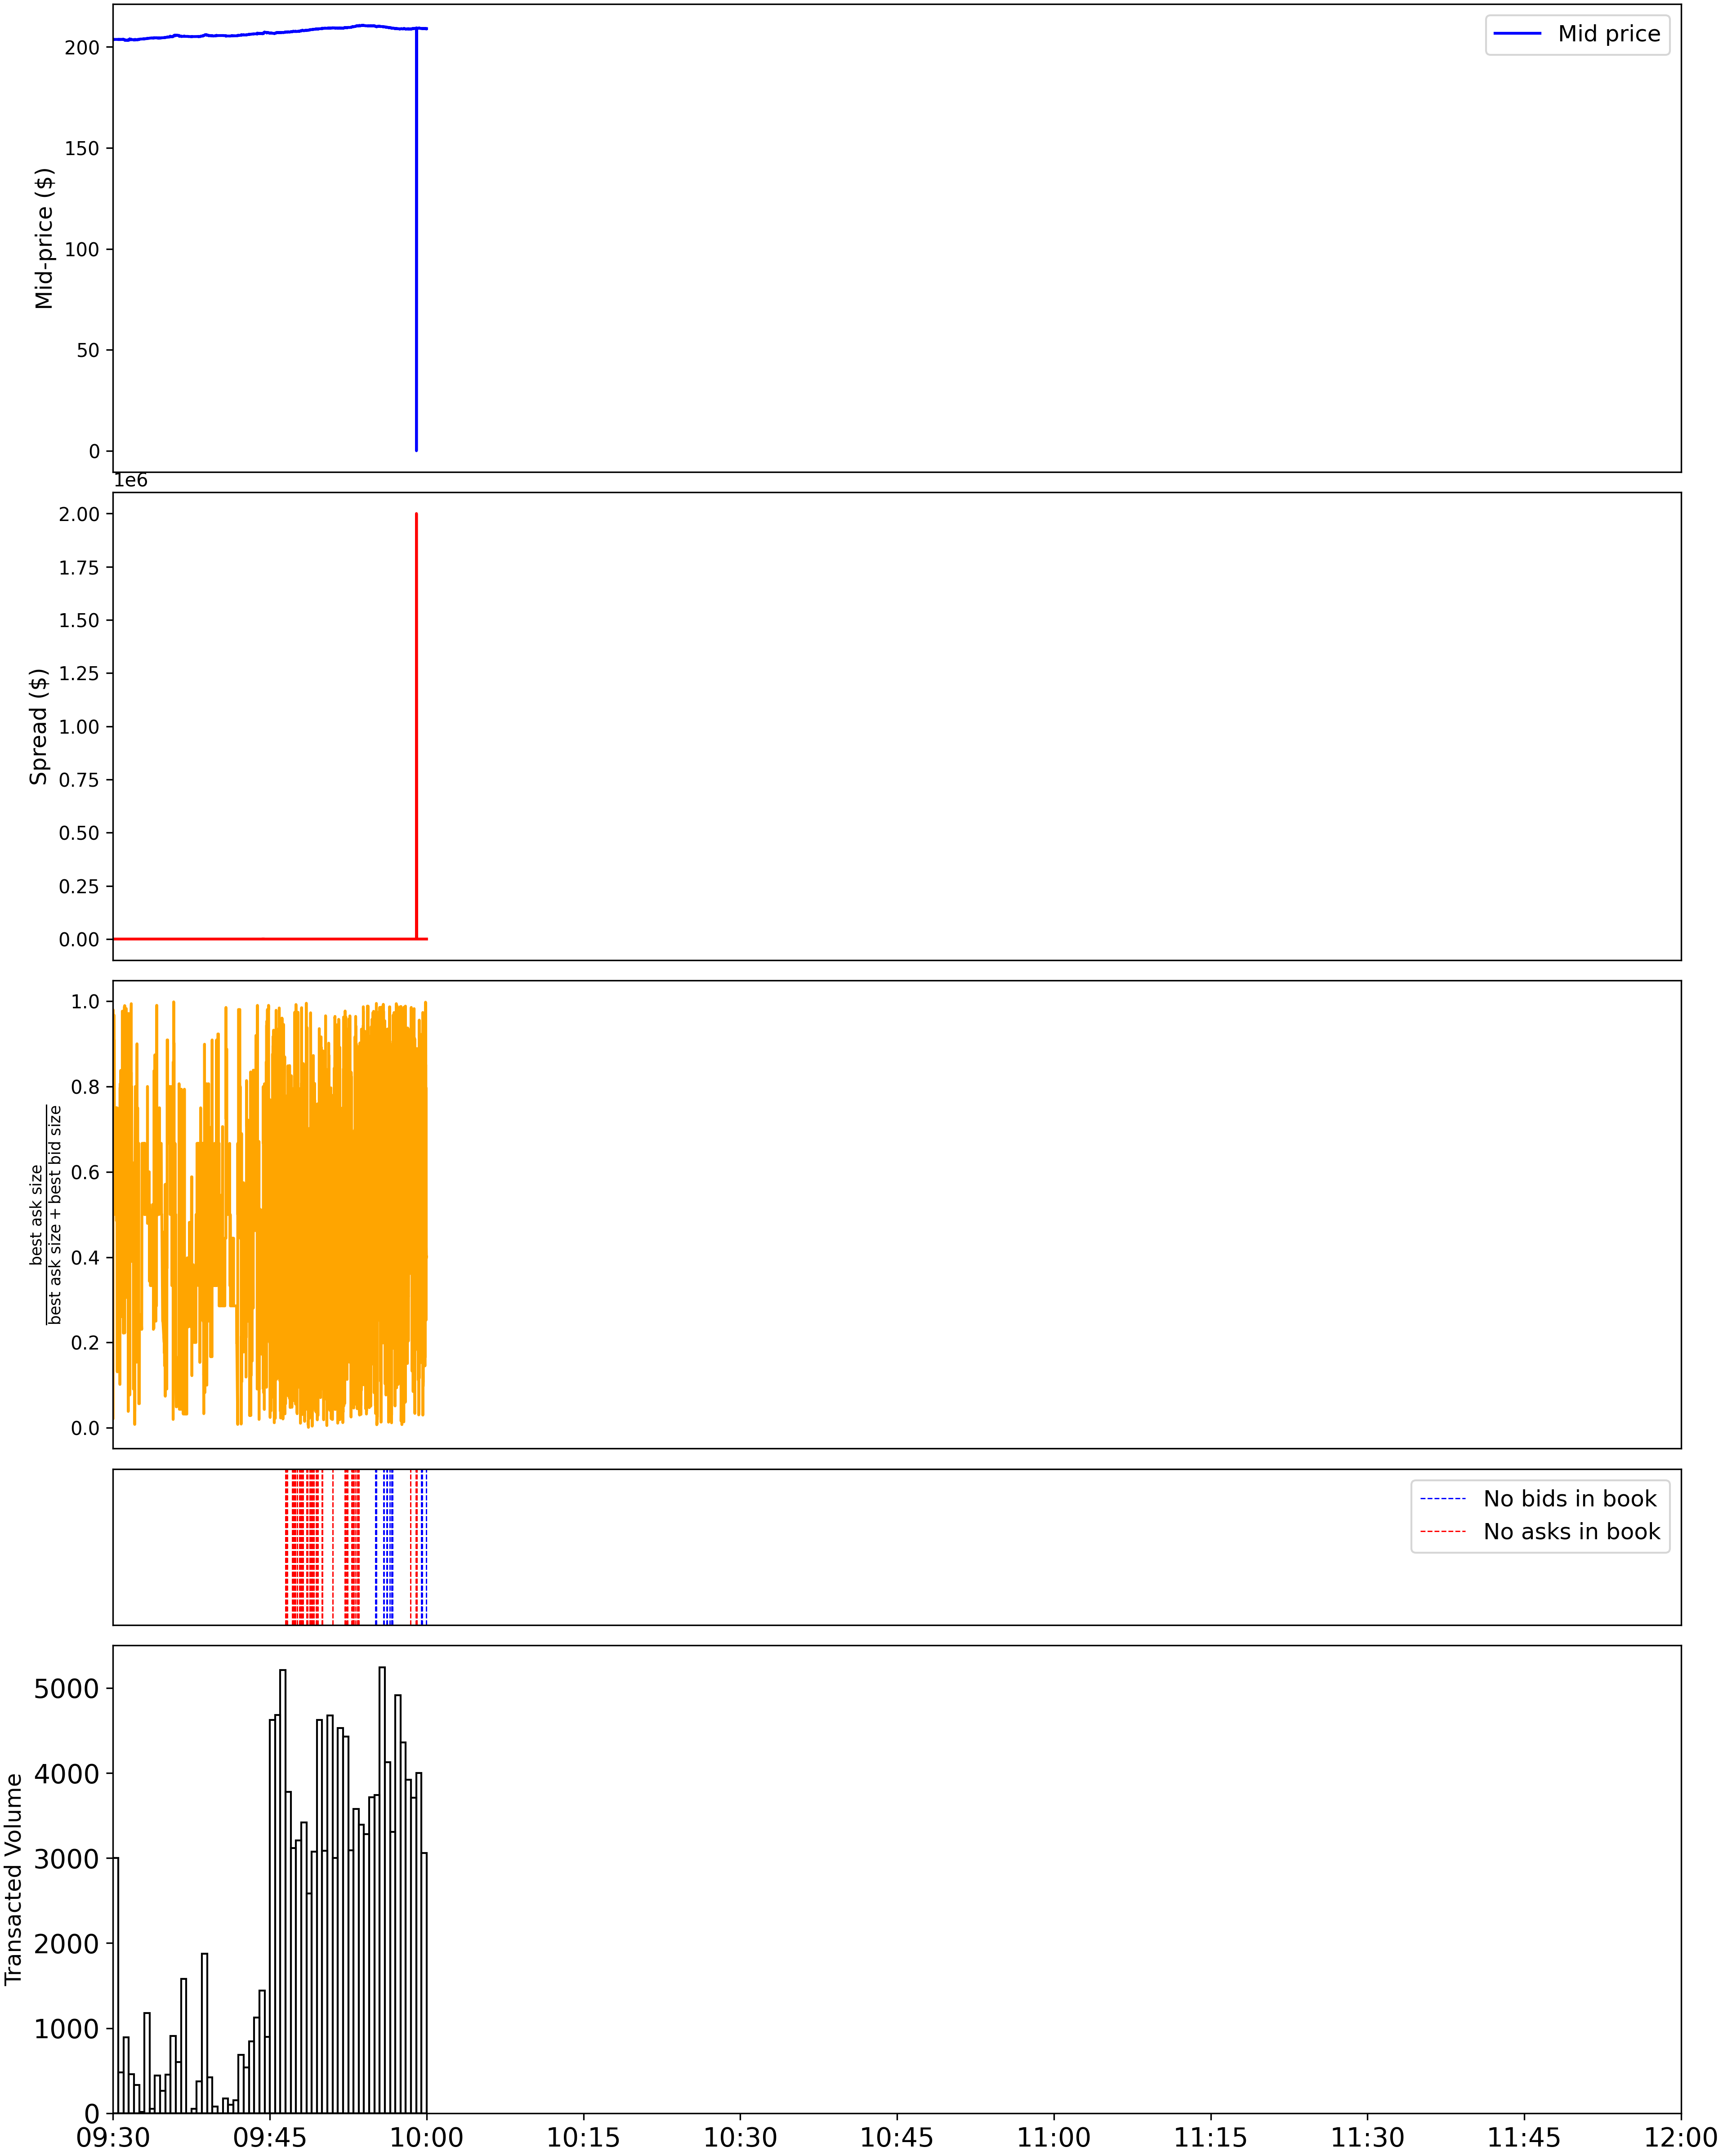 Mid price
200
150
100
50
0
Mid-price ($)
1e6
2.00
1.75
1.50
1.25
1.00
0.75
0.50
0.25
0.00
Spread ($)
1.0
0.8
0.6
0.4
0.2
0.0
best ask size
best ask size + best bid size
No bids in book
No asks in book
5000
4000
3000
2000
1000
0
Transacted Volume
09:30 09:45 10:00 10:15 10:30 10:45 11:00 11:15 11:30 11:45 12:00